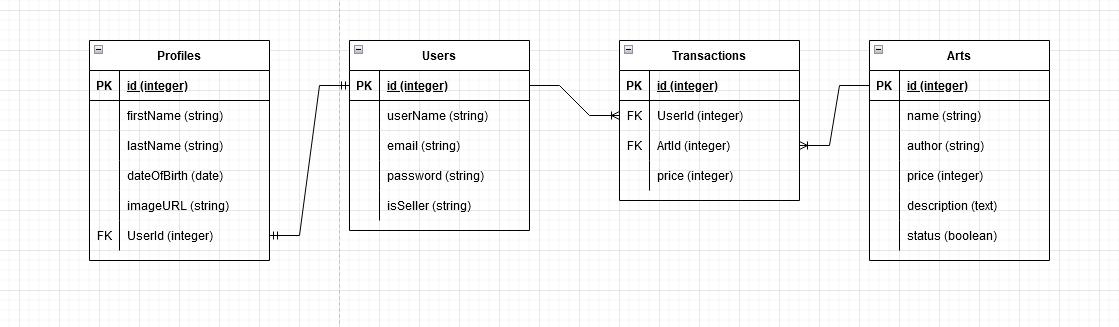 Profiles
PK id (integer)
firstName (string)
lastName (string)
dateOfBirth (date)
imageURL (string)
FK UserId (integer)
Users
PK id (integer)
userName (string)
email (string)
password (string)
isSeller (string)
Transactions
PK id (integer)
FK UserId (integer)
FK ArtId (integer)
price (integer)
Arts
PK id (integer)
name (string)
author (string)
price (integer)
description (text)
status (boolean)